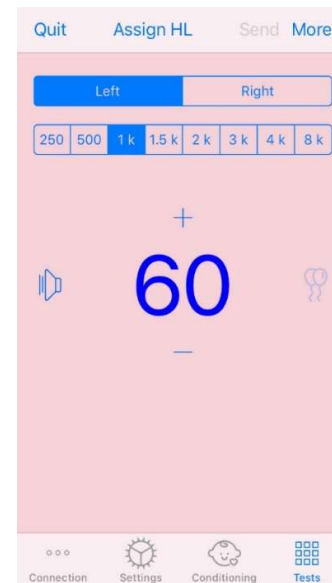 Quit Assign HL Send More
Left Right
250 500 1 k 1.5 k 2 k 3 k 4 k 8 k
+
60
−
Connection Settings Conditioning Tests